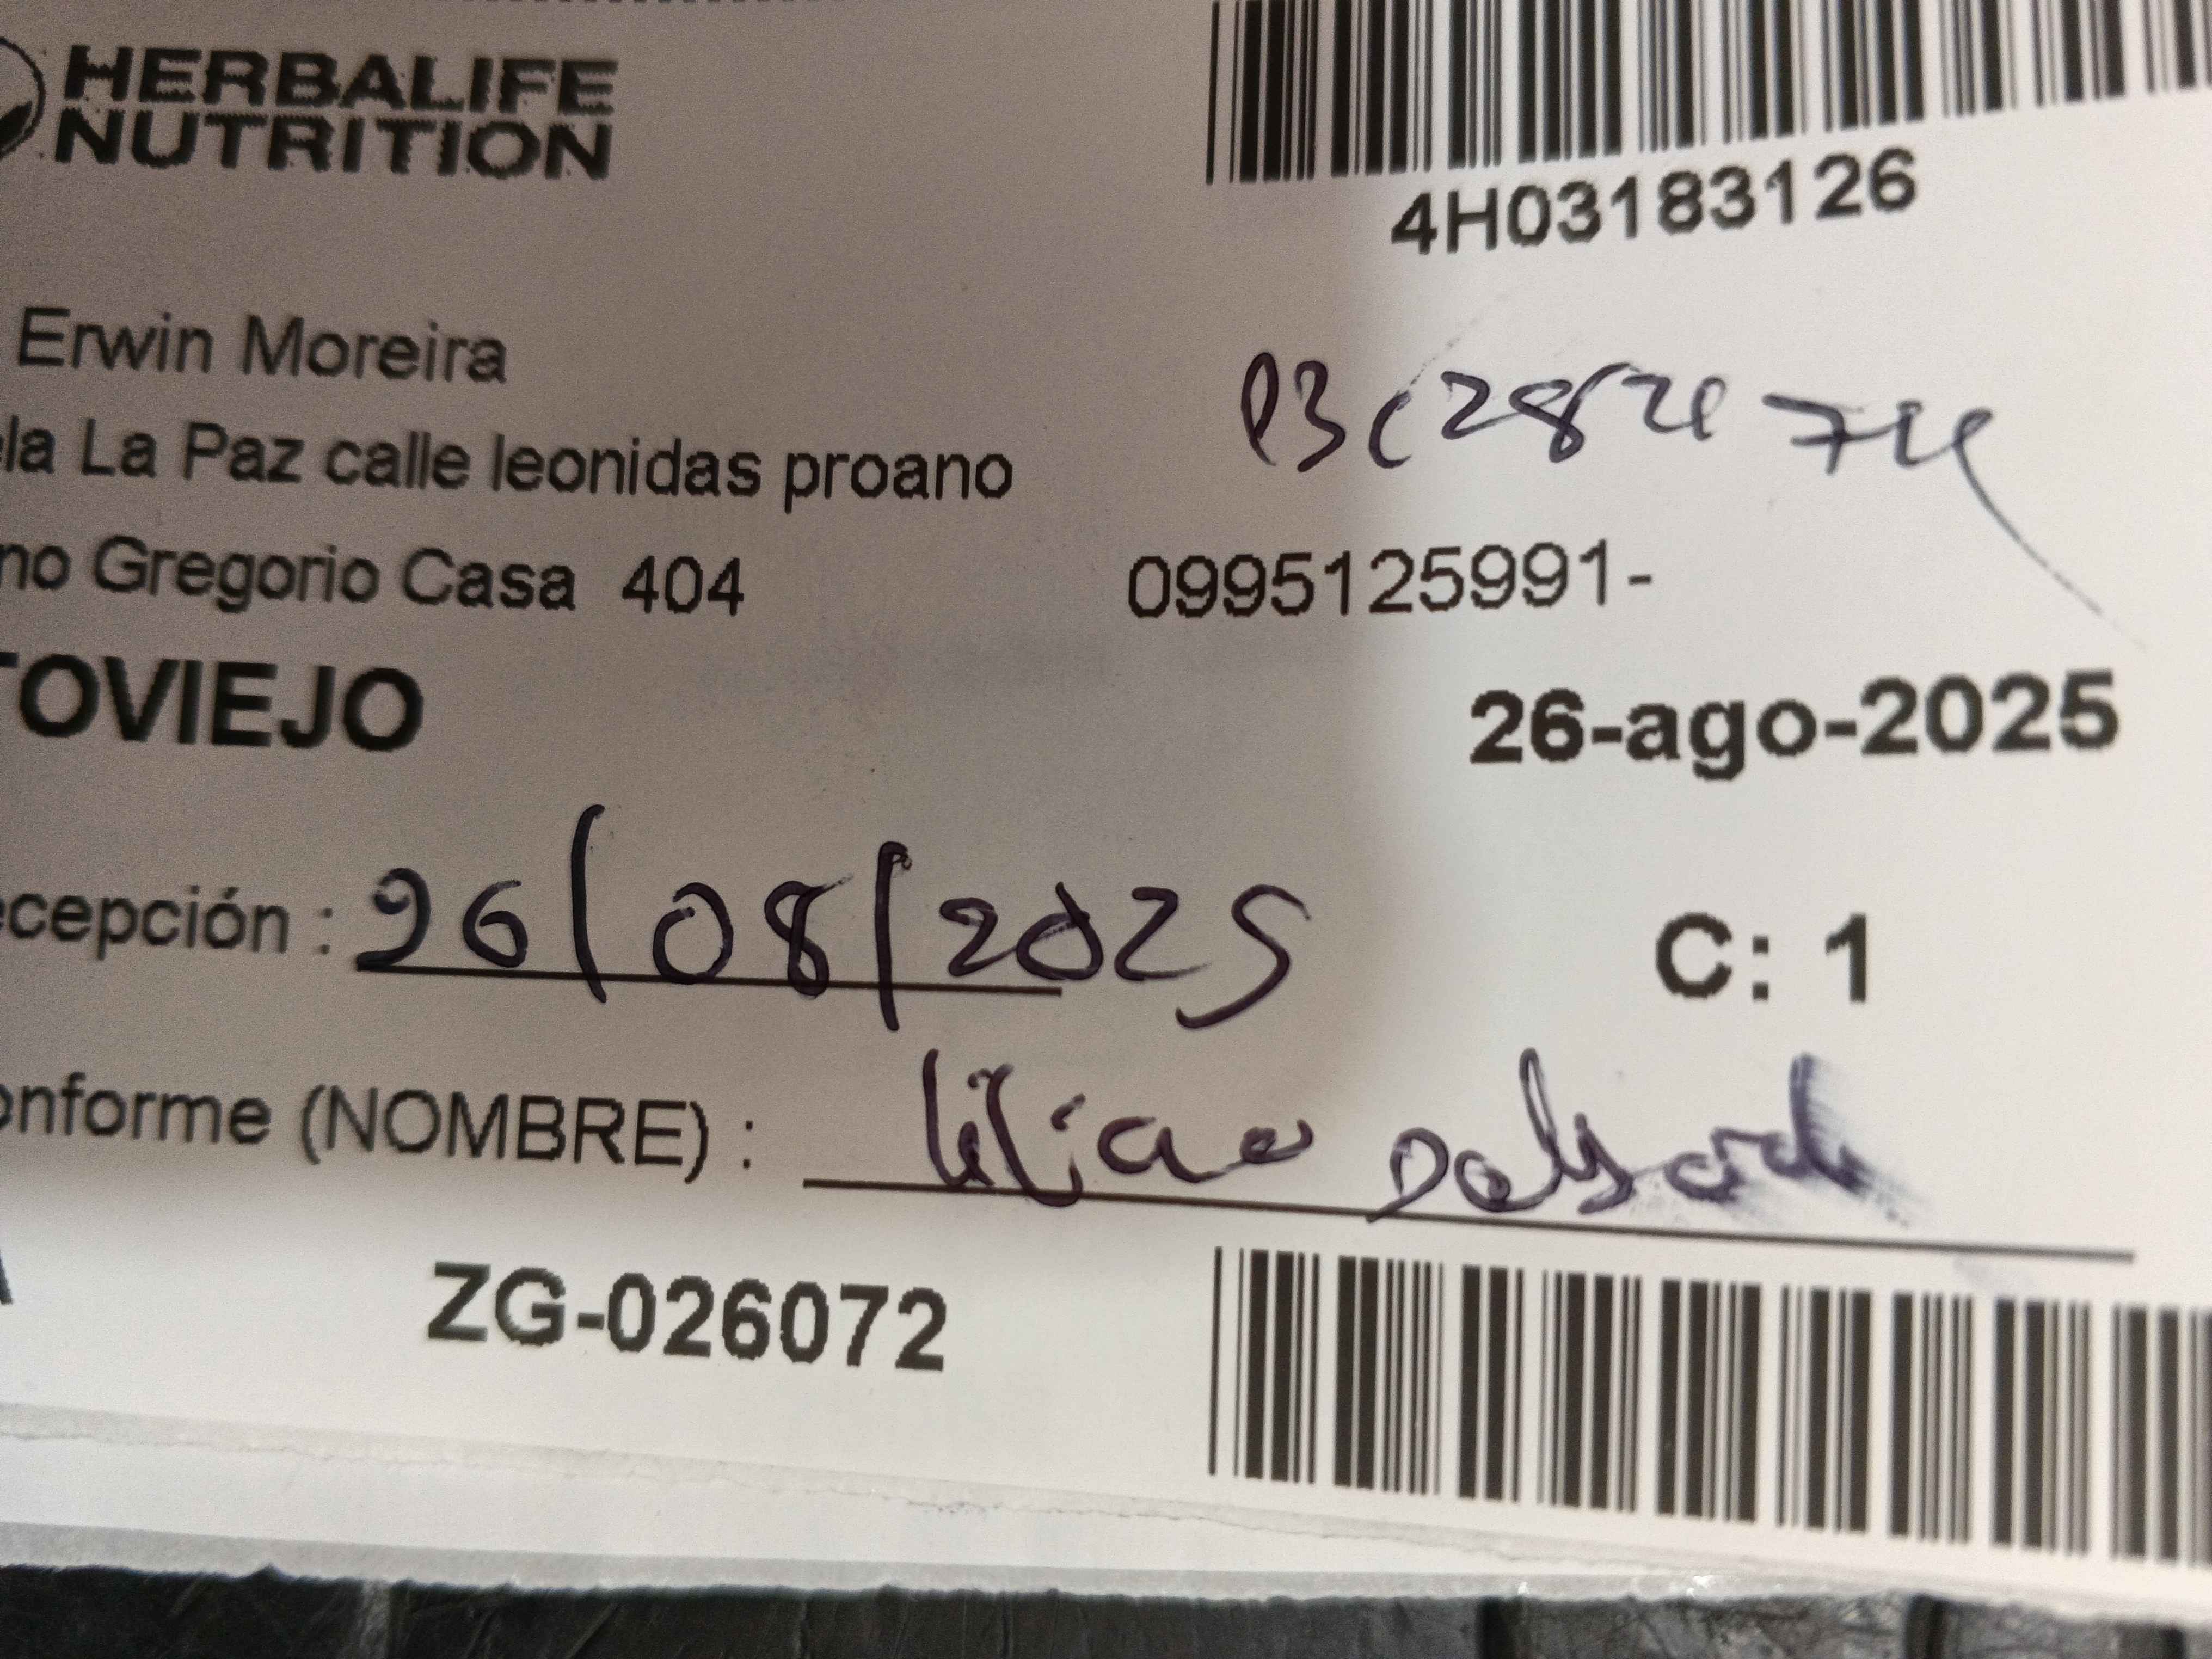 HERBALIFE
NUTRITION
4H03183126
Erwin Moreira
la La Paz calle leonidas proano
no Gregorio Casa 404
0995125991-
TOVIEJO
26-ago-2025
ecepción : 26/08/2025
C: 1
onforme (NOMBRE) :
ZG-026072